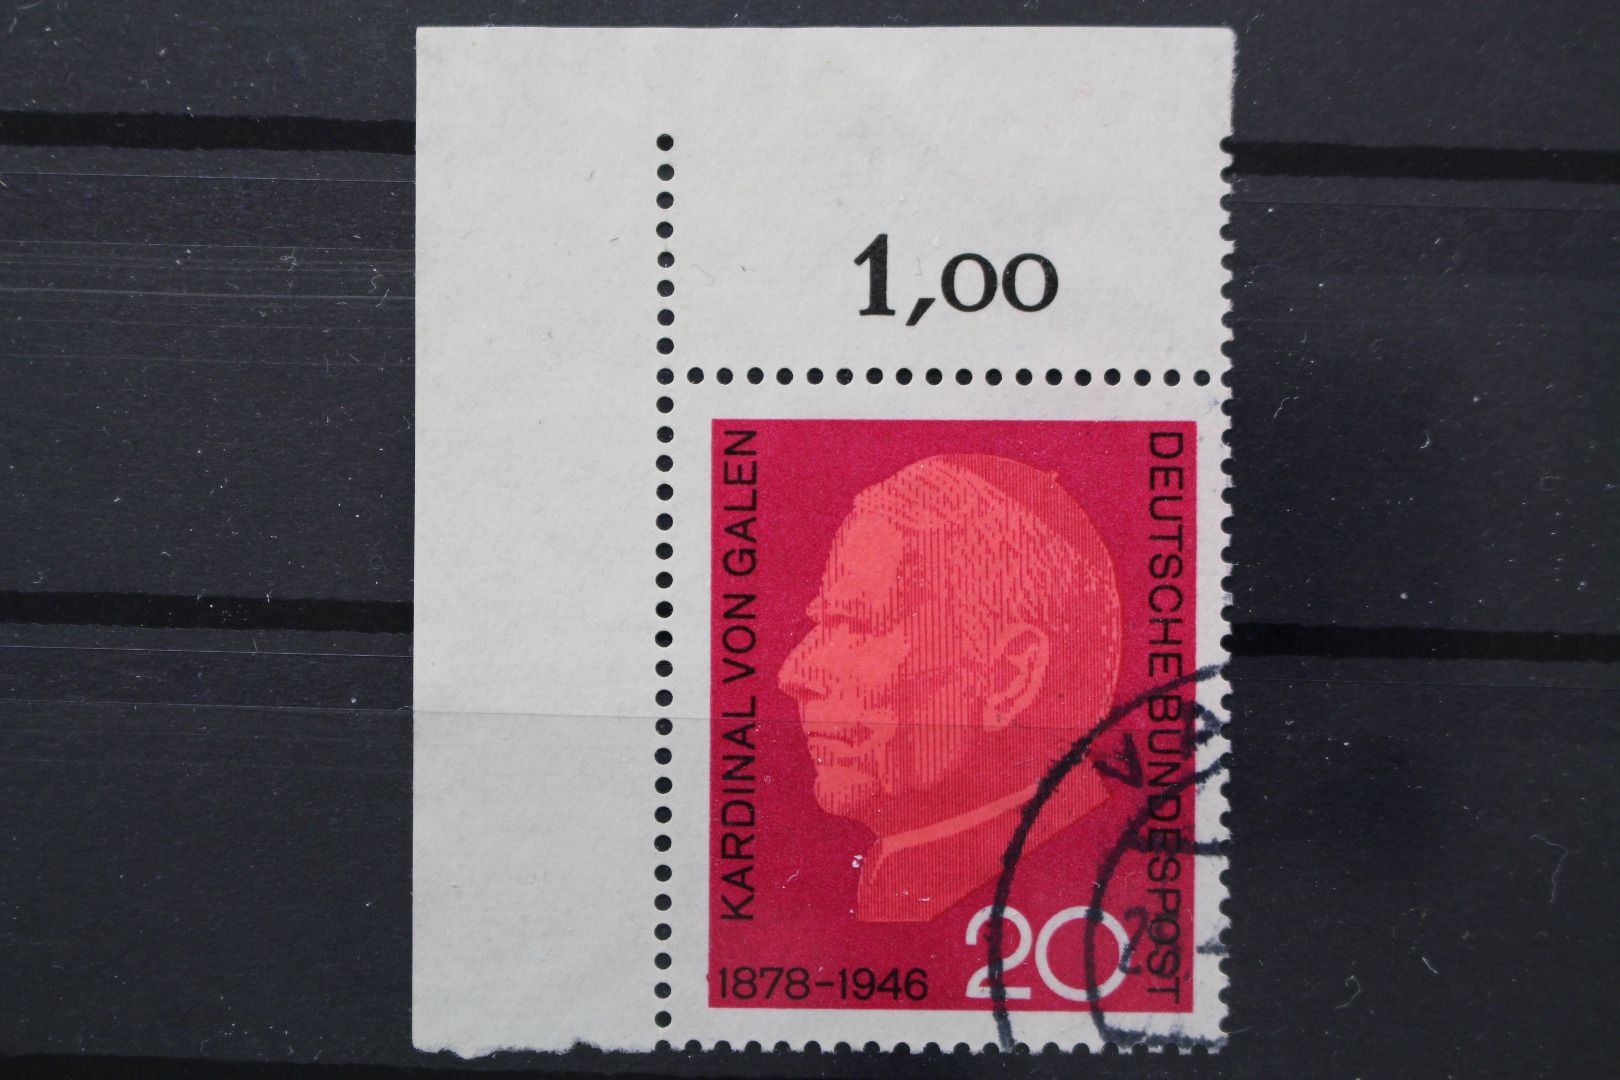 1,00
KARDINAL VON GALEN
DEUTSCHE BUNDESPOST
1878-1946
20